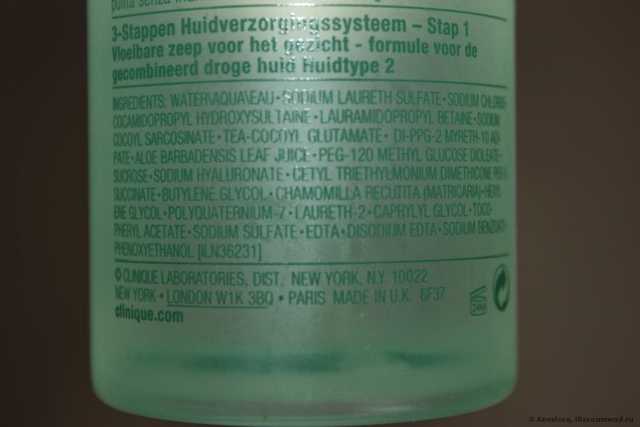 3-Stappen Huidverzorgingssysteem – Stap 1
Vloeibare zeep voor het gezicht - formule voor de
gecombineerd droge huid Huidtype 2
INGREDIENTS: WATER\AQUA\EAU • SODIUM LAURETH SULFATE • SODIUM CHLORI
COCAMIDOPROPYL HYDROXYSULTAINE • LAURAMIDOPROPYL BETAINE • SODIUM
COCOYL SARCOSINATE • TEA-COCOYL GLUTAMATE • DI-PPG-2 MYRETH-10 ADI-
PATE • ALOE BARBADENSIS LEAF JUICE • PEG-120 METHYL GLUCOSE DIOLEATE •
SUCROSE • SODIUM HYALURONATE • CETYL TRIETHYLMONIUM DIMETHICONE
SUCCINATE • BUTYLENE GLYCOL • CHAMOMILLA RECUTITA (MATRICARIA) • HEXYL-
ENE GLYCOL • POLYQUATERNIUM-7 • LAURETH-2 • CAPRYLYL GLYCOL • TOCO-
PHERYL ACETATE • SODIUM SULFATE • EDTA • DISODIUM EDTA • SODIUM BENZOATE •
PHENOXYETHANOL [ILN36231]
© CLINIQUE LABORATORIES, DIST. NEW YORK, N.Y. 10022
NEW YORK • LONDON W1K 3BQ • PARIS MADE IN U.K. 6F37
clinique.com